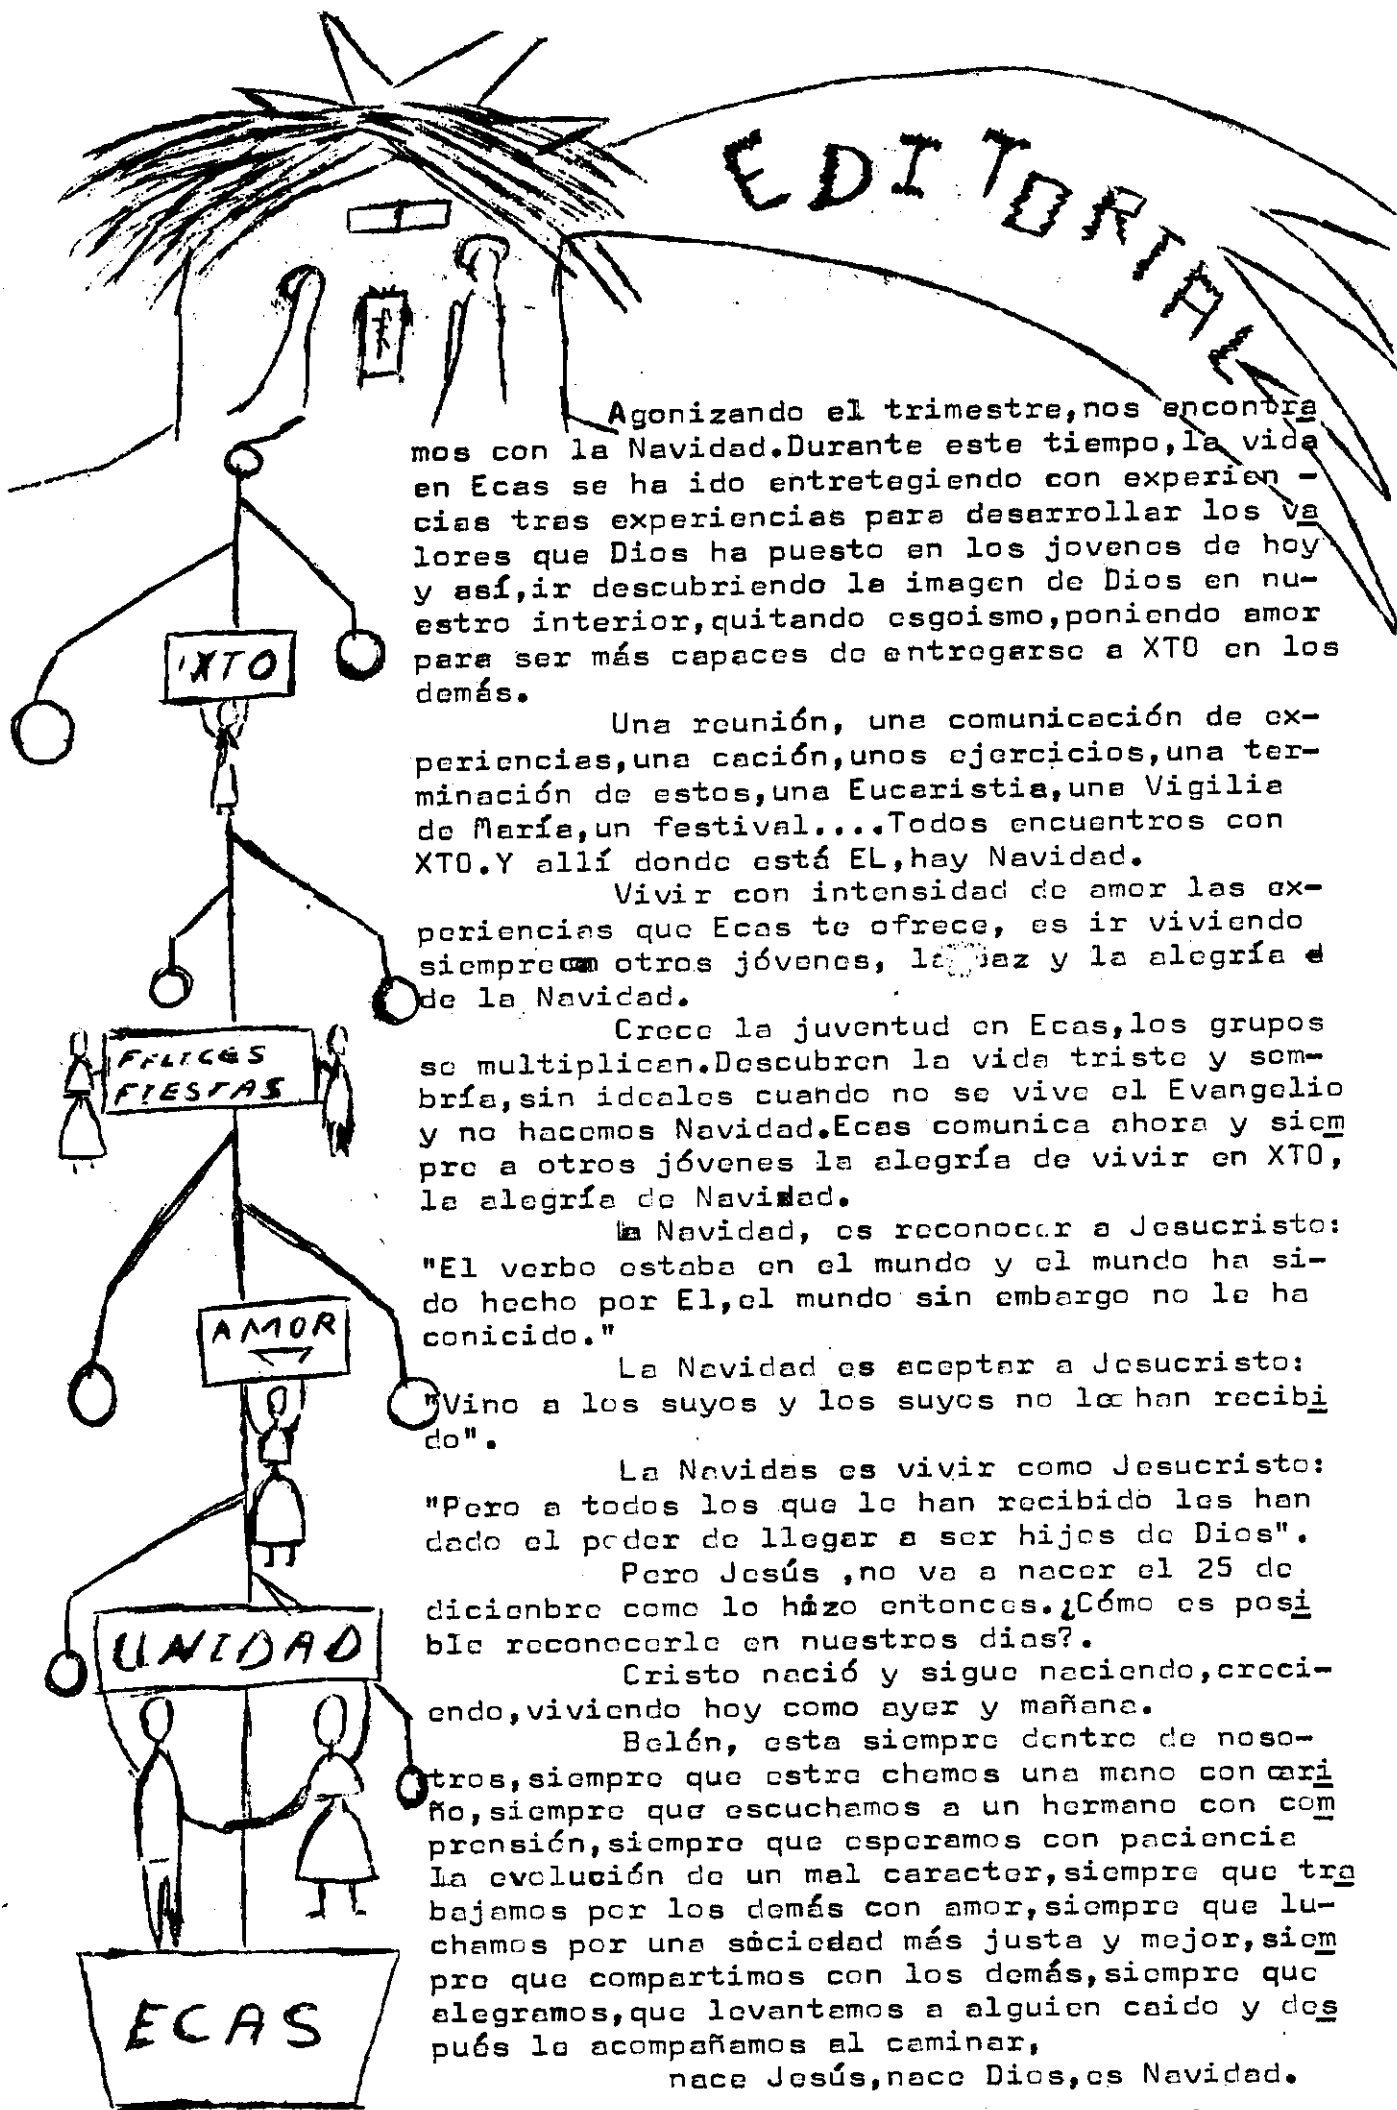 EDITORIAL
Agonizando el trimestre,nos encontra
mos con la Navidad.Durante este tiempo,la vida
en Ecas se ha ido entretegiendo con experien -
cias tras experiencias para desarrollar los va
lores que Dios ha puesto en los jovenes de hoy
y así,ir descubriendo la imagen de Dios en nu-
estro interior,quitando esgoismo,poniendo amor
para ser más capaces de entregarse a XTO en los
demás.
Una reunión, una comunicación de ex-
periencias,una cación,unos ejercicios,una ter-
minación de estos,una Eucaristia,una Vigilia
de María,un festival....Todos encuentros con
XTO.Y allí donde está EL,hay Navidad.
Vivir con intensidad de amor las ex-
periencias que Ecas te ofrece, es ir viviendo
siempre con otros jóvenes, la paz y la alegría e
de la Navidad.
Crece la juventud en Ecas,los grupos
se multiplican.Descubren la vida triste y som-
bría,sin ideales cuando no se vive el Evangelio
y no hacemos Navidad.Ecas comunica ahora y siem
pre a otros jóvenes la alegría de vivir en XTO,
la alegría de Navidad.
la Navidad, es reconocer a Jesucristo:
"El verbo estaba en el mundo y el mundo ha si-
do hecho por El,el mundo sin embargo no le ha
conicido."
La Navidad es aceptar a Jesucristo:
"Vino a los suyos y los suyos no le han recibi
do".
La Navidas es vivir como Jesucristo:
"Pero a todos los que le han recibido les han
dado el poder de llegar a ser hijos de Dios".
Pero Jesús ,no va a nacer el 25 de
dicienbre como lo hizo entonces.¿Cómo es posi
ble reconocerle en nuestros dias?.
Cristo nació y sigue naciendo,creci-
endo,viviendo hoy como ayer y mañana.
Belén, esta siempre dentro de noso-
tros,siempre que estre chemos una mano con cari
ño,siempre que escuchamos a un hermano con com
prensión,siempre que esperamos con paciencia
la evolución de un mal caracter,siempre que tra
bajamos por los demás con amor,siempre que lu-
chamos por una sociedad más justa y mejor,siem
pre que compartimos con los demás,siempre que
alegramos,que levantamos a alguien caido y des
pués le acompañamos al caminar,
nace Jesús,nace Dios,es Navidad.
XTO
FELICES
FIESTAS
AMOR
UNIDAD
ECAS